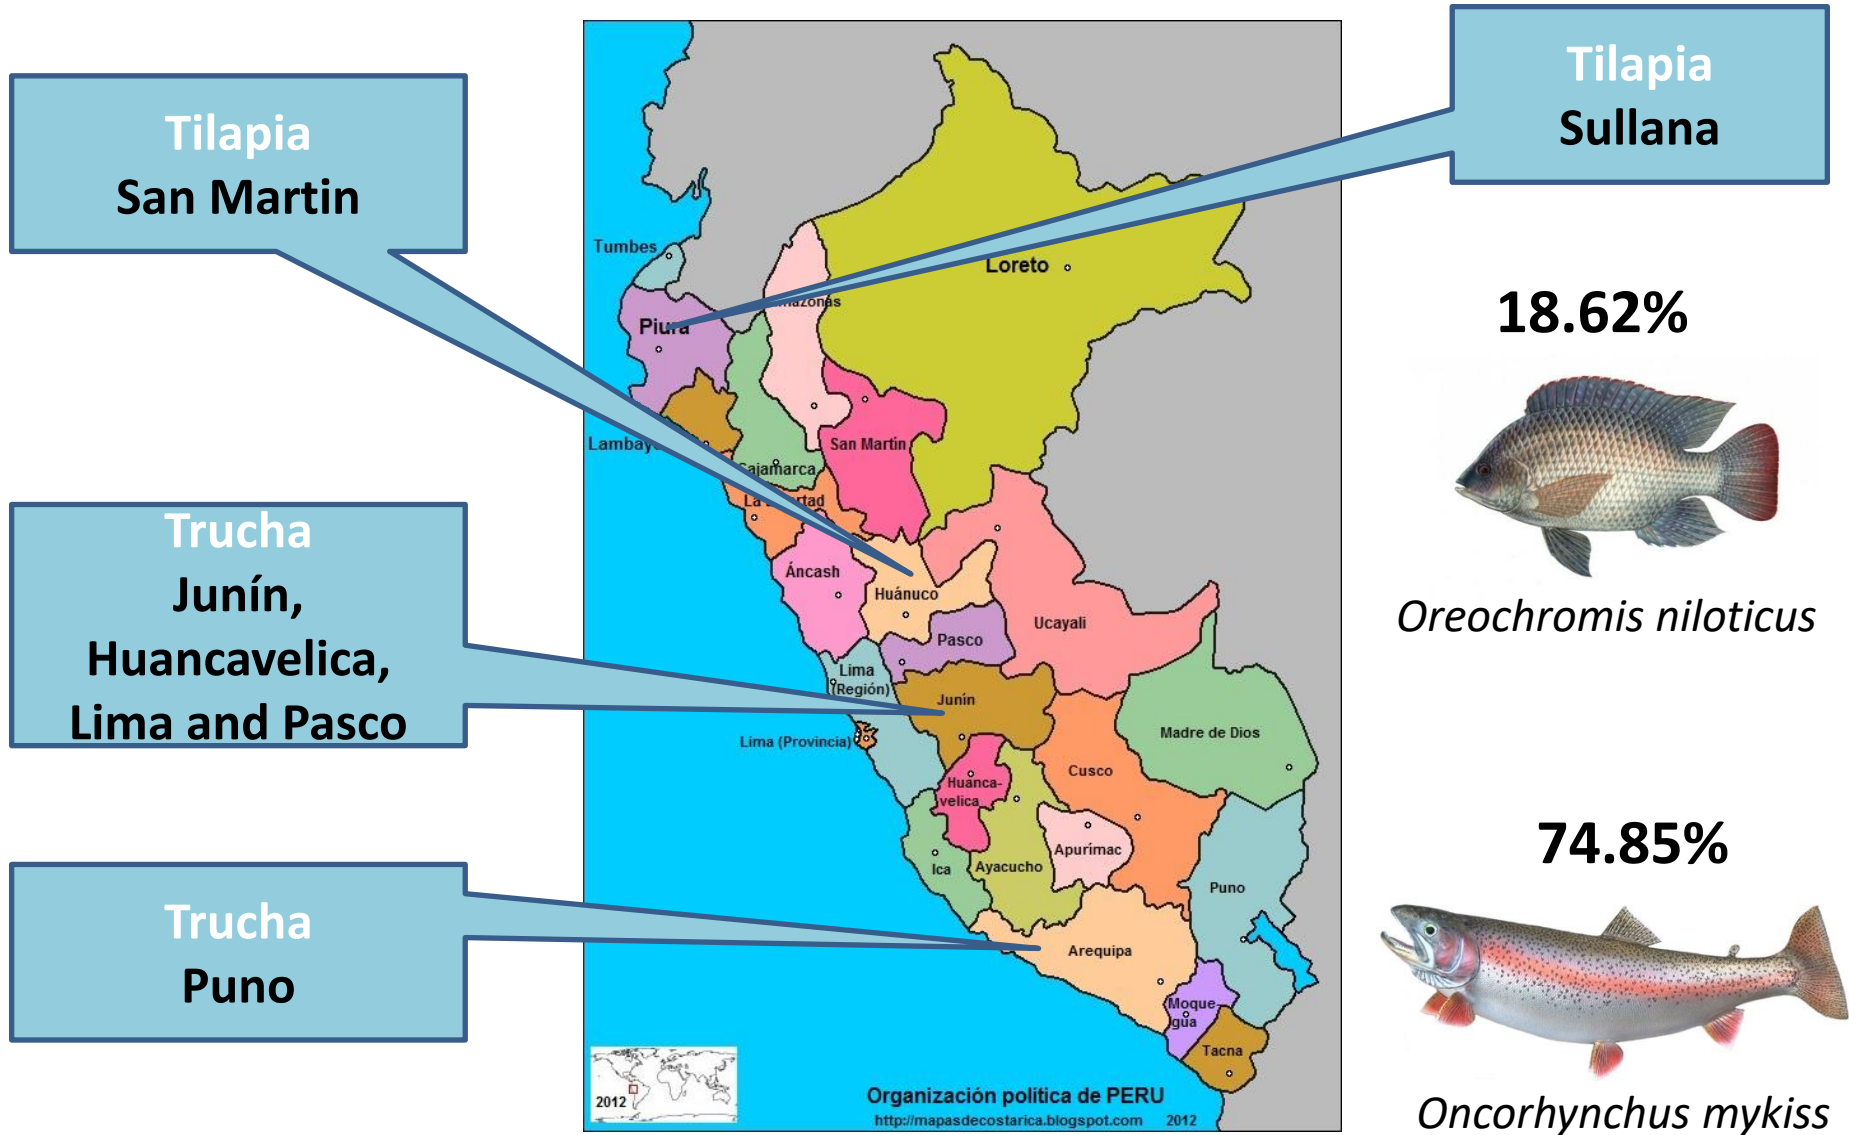 Tilapia
San Martin
Tilapia
Sullana
Trucha
Junín,
Huancavelica,
Lima and Pasco
Trucha
Puno
18.62%
Oreochromis niloticus
74.85%
Oncorhynchus mykiss
Tumbes
Piura
Loreto
San Martín
Áncash
Huánuco
Ucayali
Pasco
Lima
(Región)
Junín
Lima (Provincia)
Madre de Dios
Cusco
Huanca-
velica
Apurímac
Ica
Ayacucho
Puno
Arequipa
Moque-
gua
Tacna
2012
Organización política de PERU
http://mapasdecostarica.blogspot.com 2012